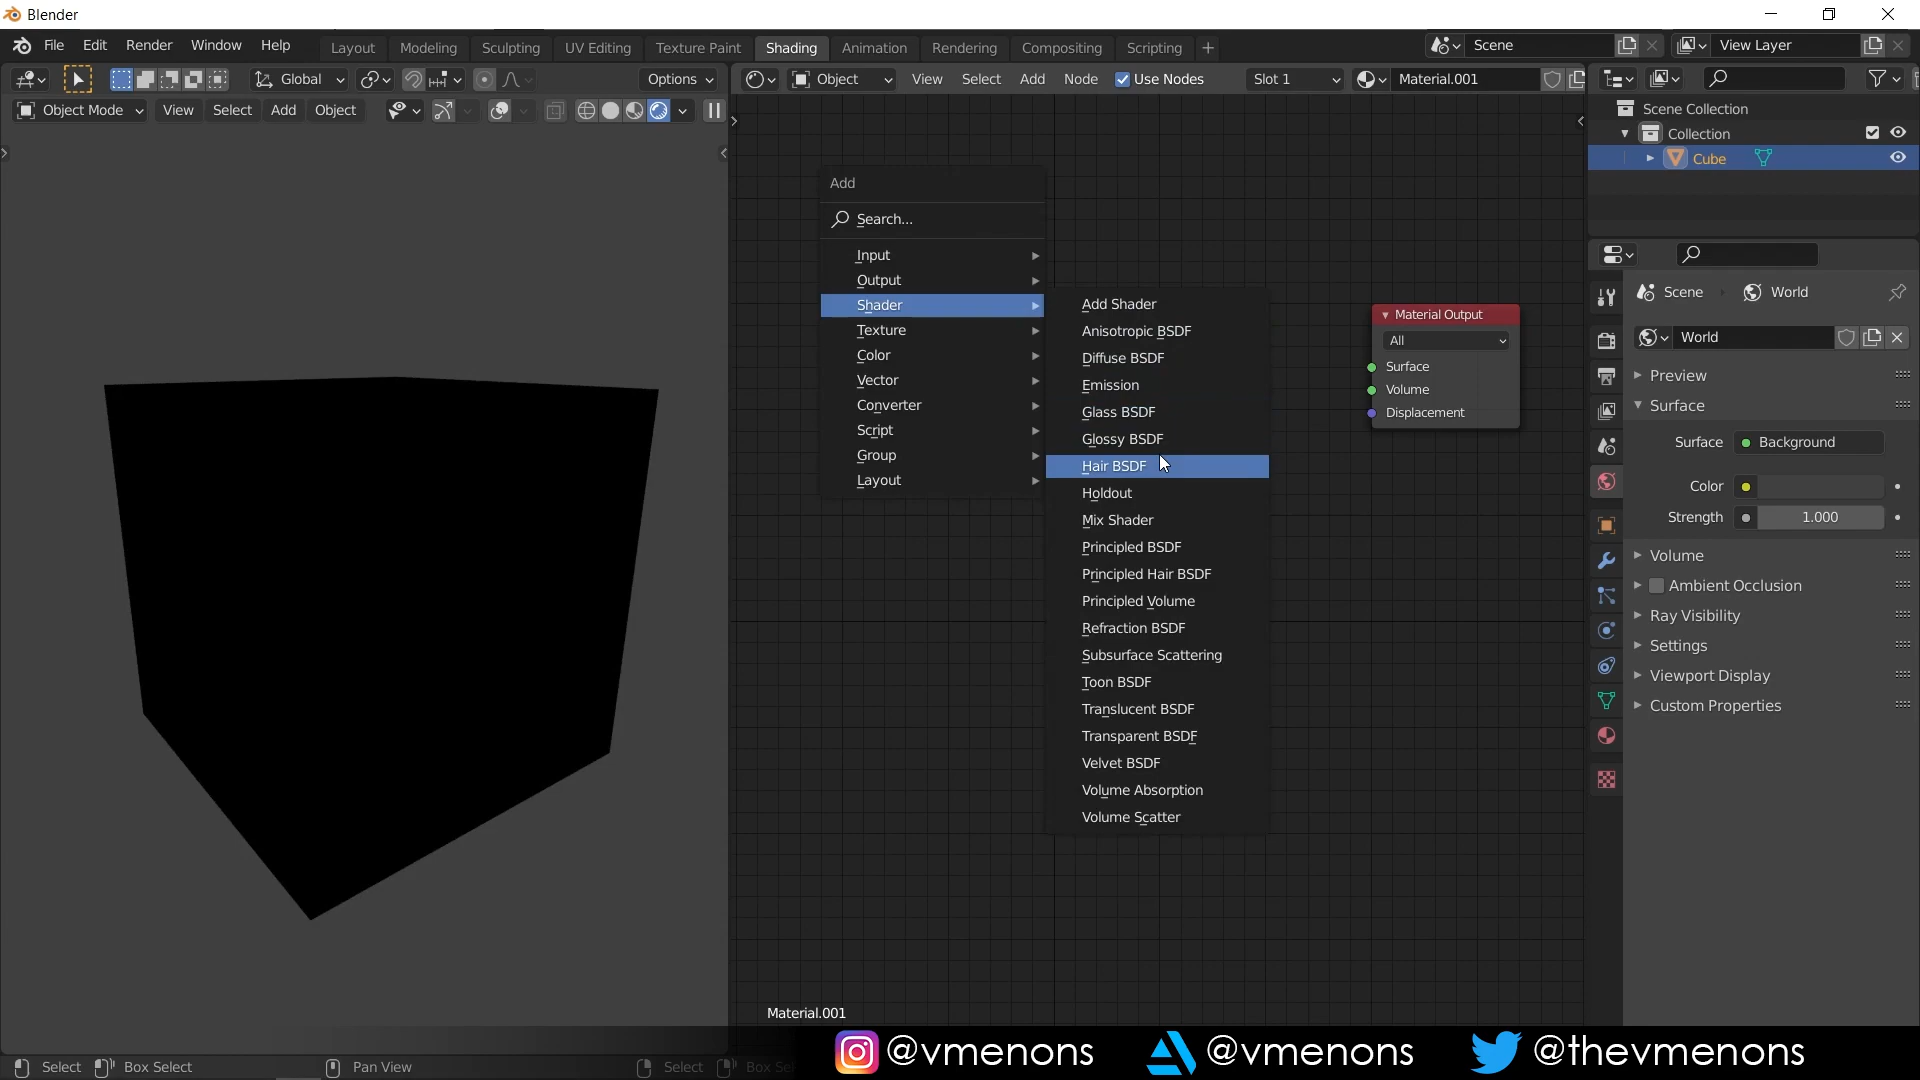 Blender
File Edit Render Window Help Layout Modeling Sculpting UV Editing Texture Paint Shading Animation Rendering Compositing Scripting + Scene View Layer
Global Options Object View Select Add Node Use Nodes Slot 1 Material.001
Object Mode View Select Add Object
Scene Collection
Collection
Cube
Add
Search...
Input
Output
Shader
Texture
Color
Vector
Converter
Script
Group
Layout
Add Shader
Anisotropic BSDF
Diffuse BSDF
Emission
Glass BSDF
Glossy BSDF
Hair BSDF
Holdout
Mix Shader
Principled BSDF
Principled Hair BSDF
Principled Volume
Refraction BSDF
Subsurface Scattering
Toon BSDF
Translucent BSDF
Transparent BSDF
Velvet BSDF
Volume Absorption
Volume Scatter
Material Output
All
Surface
Volume
Displacement
Scene World
World
Preview
Surface
Surface Background
Color
Strength 1.000
Volume
Ambient Occlusion
Ray Visibility
Settings
Viewport Display
Custom Properties
Material.001
Select Box Select Pan View Select Box Se
@vmenons @vmenons @thevmenons